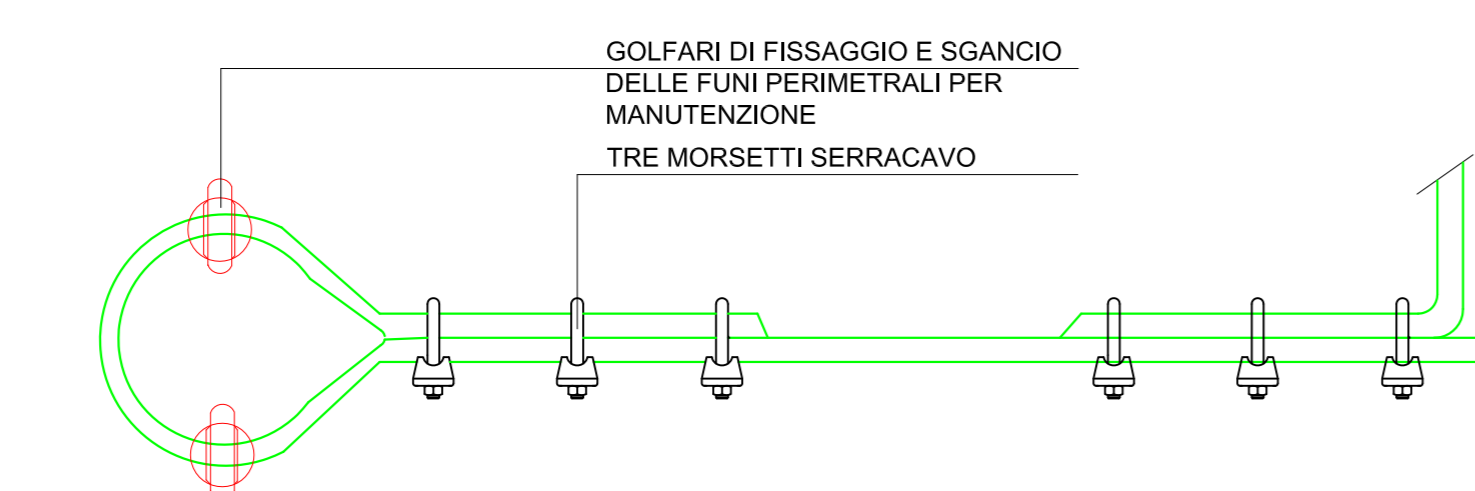 GOLFARI DI FISSAGGIO E SGANCIO
DELLE FUNI PERIMETRALI PER
MANUTENZIONE
TRE MORSETTI SERRACAVO